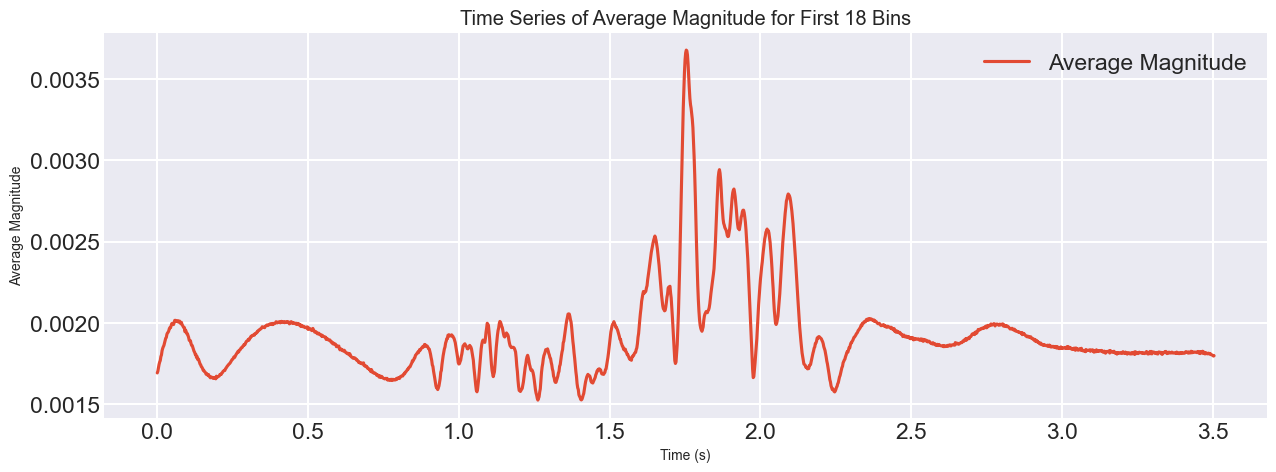 Time Series of Average Magnitude for First 18 Bins
Average Magnitude
0.0035
0.0030
0.0025
0.0020
0.0015
Average Magnitude
0.0 0.5 1.0 1.5 2.0 2.5 3.0 3.5
Time (s)